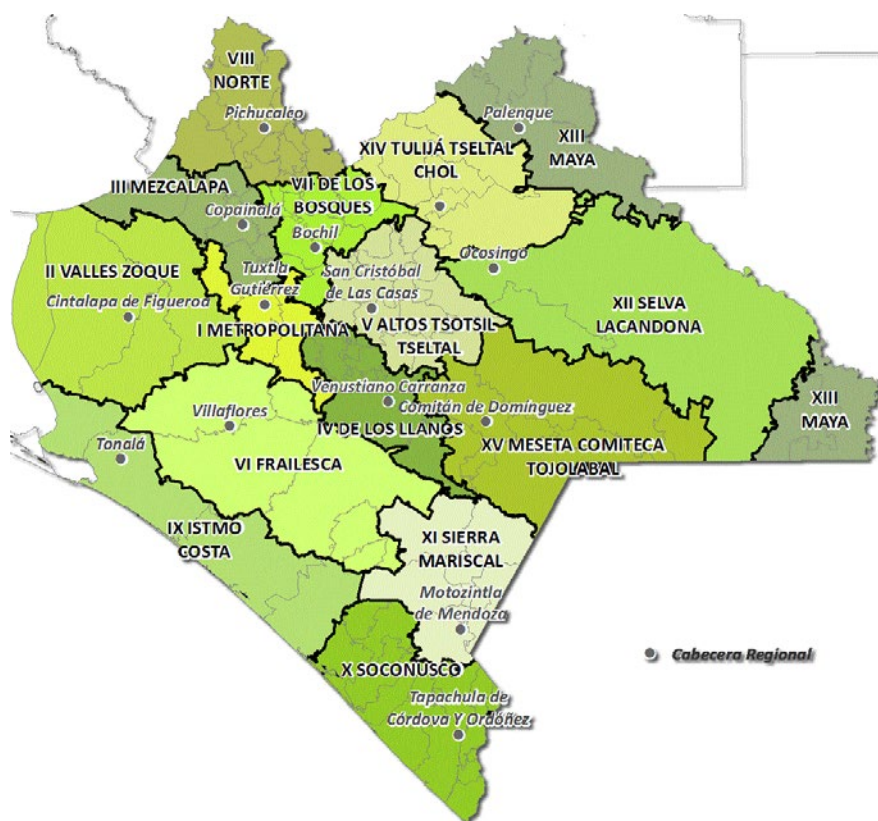 VIII
NORTE
Pichucalco
Palenque
XIII
MAYA
XIV TULIJÁ TSELTAL
CHOL
III MEZCALAPA
VII DE LOS
BOSQUES
Copainalá
Bochil
Ocosingo
II VALLES ZOQUE
Tuxtla
Gutiérrez
Cintalapa de Figueroa
San Cristóbal
de Las Casas
XII SELVA
LACANDONA
I METROPOLITANA
V ALTOS TSOTSIL
TSELTAL
Venustiano Carranza
Villaflores
Comitán de Domínguez
XIII
MAYA
IV DE LOS LLANOS
Tonalá
XV MESETA COMITECA
TOJOLABAL
VI FRAILESCA
IX ISTMO
COSTA
XI SIERRA
MARISCAL
Motozintla
de Mendoza
Cabecera Regional
X SOCONUSCO
Tapachula de
Córdova Y Ordóñez